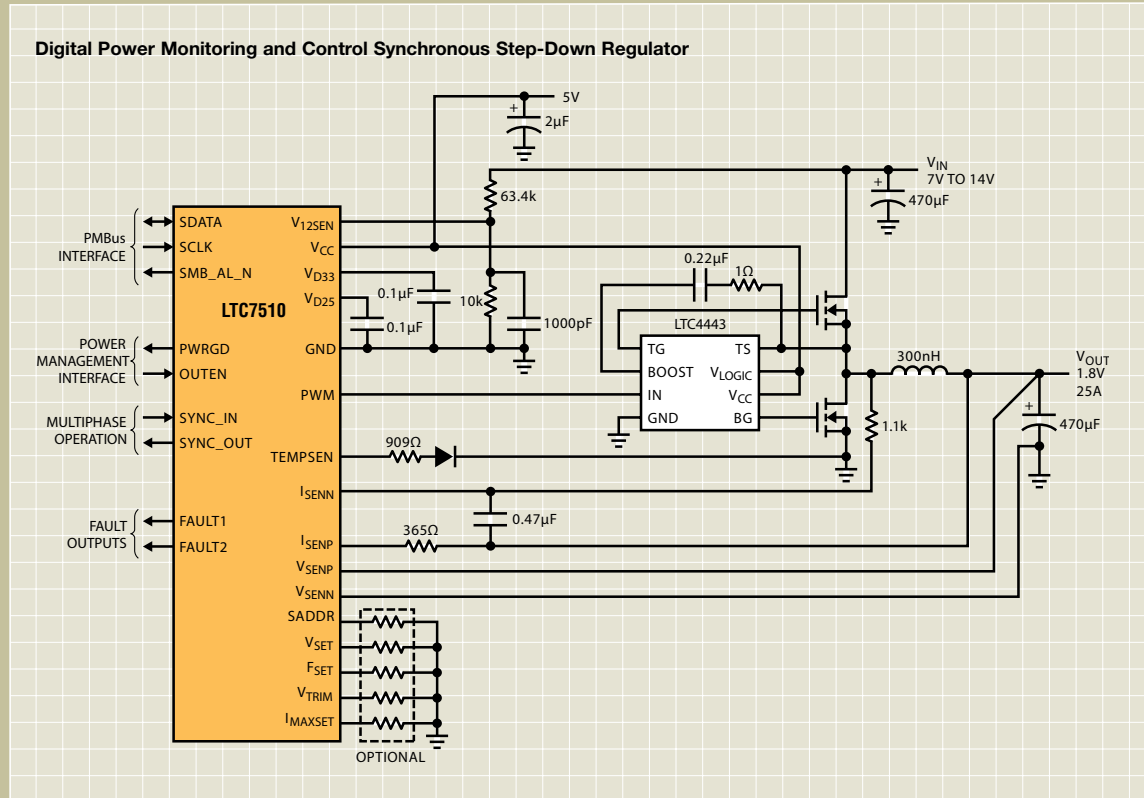 Digital Power Monitoring and Control Synchronous Step-Down Regulator
5V
+
2µF
VIN
7V TO 14V
63.4k
+
470µF
PMBus
INTERFACE
SDATA
SCLK
SMB_AL_N
V12SEN
VCC
VD33
VD25
LTC7510
0.1µF
0.1µF
10k
1000pF
0.22µF
1Ω
LTC4443
TG
BOOST
IN
GND
TS
VLOGIC
VCC
BG
POWER
MANAGEMENT
INTERFACE
PWRGD
OUTEN
GND
PWM
300nH
VOUT
1.8V
25A
+
470µF
1.1k
MULTIPHASE
OPERATION
SYNC_IN
SYNC_OUT
TEMPSEN
909Ω
ISENN
0.47µF
FAULT
OUTPUTS
FAULT1
FAULT2
ISENP
365Ω
VSENP
VSENN
SADDR
VSET
FSET
VTRIM
IMAXSET
OPTIONAL